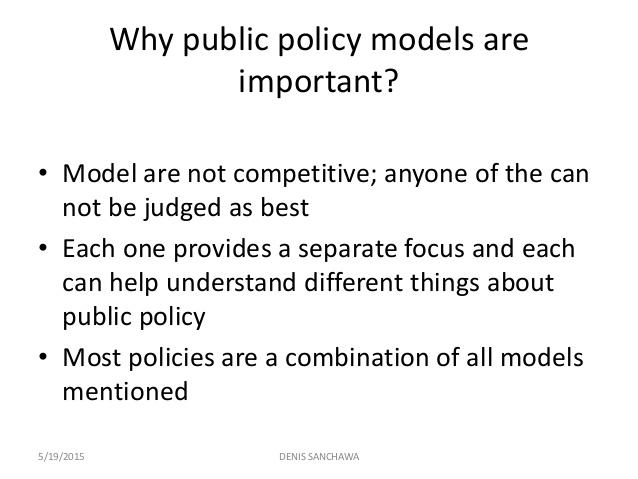 Why public policy models are
important?
• Model are not competitive; anyone of the can
not be judged as best
• Each one provides a separate focus and each
can help understand different things about
public policy
• Most policies are a combination of all models
mentioned
5/19/2015 DENIS SANCHAWA